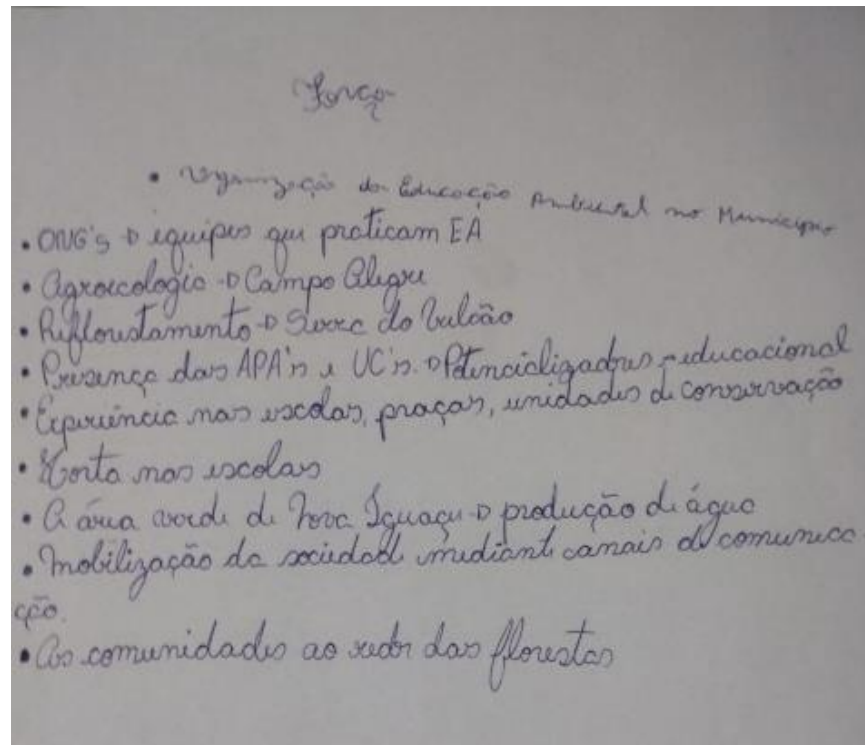 Força
• Organização da Educação Ambiental no Município
• ONG's → equipes que praticam EA
• Agroecologia → Campo Alegre
• Reflorestamento → Serra do Vulcão
• Presença das APA's e UC's → Potencializadores - educacional
• Experiência nas escolas, praças, unidades de conservação
• Horta nas escolas
• A área verde de Nova Iguaçu → produção de água
• Mobilização da sociedade mediante canais de comunica
ção.
• As comunidades ao redor das florestas